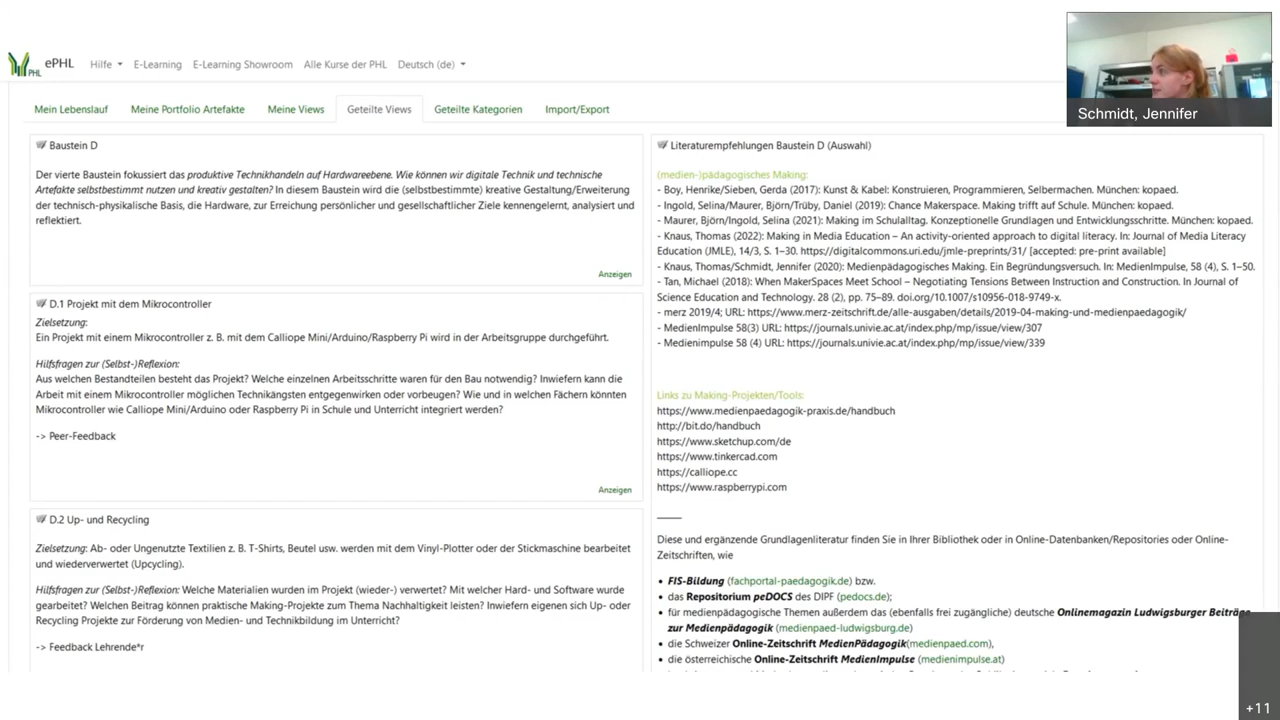 PHL
ePHL
Hilfe
E-Learning
E-Learning Showroom
Alle Kurse der PHL
Deutsch (de)
Schmidt, Jennifer
Mein Lebenslauf
Meine Portfolio Artefakte
Meine Views
Geteilte Views
Geteilte Kategorien
Import/Export
Baustein D
Der vierte Baustein fokussiert das produktive Technikhandeln auf Hardwareebene. Wie können wir digitale Technik und technische
Artefakte selbstbestimmt nutzen und kreativ gestalten? In diesem Baustein wird die (selbstbestimmte) kreative Gestaltung/Erweiterung
der technisch-physikalische Basis, die Hardware, zur Erreichung persönlicher und gesellschaftlicher Ziele kennengelernt, analysiert und
reflektiert.
Anzeigen
D.1 Projekt mit dem Mikrocontroller
Zielsetzung:
Ein Projekt mit einem Mikrocontroller z. B. mit dem Calliope Mini/Arduino/Raspberry Pi wird in der Arbeitsgruppe durchgeführt.
Hilfsfragen zur (Selbst-)Reflexion:
Aus welchen Bestandteilen besteht das Projekt? Welche einzelnen Arbeitsschritte waren für den Bau notwendig? Inwiefern kann die
Arbeit mit einem Mikrocontroller möglichen Technikängsten entgegenwirken oder vorbeugen? Wie und in welchen Fächern könnten
Mikrocontroller wie Calliope Mini/Arduino oder Raspberry Pi in Schule und Unterricht integriert werden?
-> Peer-Feedback
Anzeigen
D.2 Up- und Recycling
Zielsetzung: Ab- oder Ungenutzte Textilien z. B. T-Shirts, Beutel usw. werden mit dem Vinyl-Plotter oder der Stickmaschine bearbeitet
und wiederverwertet (Upcycling).
Hilfsfragen zur (Selbst-)Reflexion: Welche Materialien wurden im Projekt (wieder-) verwertet? Mit welcher Hard- und Software wurde
gearbeitet? Welchen Beitrag können praktische Making-Projekte zum Thema Nachhaltigkeit leisten? Inwiefern eigenen sich Up- oder
Recycling Projekte zur Förderung von Medien- und Technikbildung im Unterricht?
-> Feedback Lehrende*r
Literaturempfehlungen Baustein D (Auswahl)
(medien-)pädagogisches Making:
- Boy, Henrike/Sieben, Gerda (2017): Kunst & Kabel: Konstruieren, Programmieren, Selbermachen. München: kopaed.
- Ingold, Selina/Maurer, Björn/Trüby, Daniel (2019): Chance Makerspace. Making trifft auf Schule. München: kopaed.
- Maurer, Björn/Ingold, Selina (2021): Making im Schulalltag. Konzeptionelle Grundlagen und Entwicklungsschritte. München: kopaed.
- Knaus, Thomas (2022): Making in Media Education – An activity-oriented approach to digital literacy. In: Journal of Media Literacy
Education (JMLE), 14/3, S. 1–30. https://digitalcommons.uri.edu/jmle-preprints/31/ [accepted: pre-print available]
- Knaus, Thomas/Schmidt, Jennifer (2020): Medienpädagogisches Making. Ein Begründungsversuch. In: MedienImpulse, 58 (4), S. 1–50.
- Tan, Michael (2018): When MakerSpaces Meet School – Negotiating Tensions Between Instruction and Construction. In Journal of
Science Education and Technology. 28 (2), pp. 75–89. doi.org/10.1007/s10956-018-9749-x.
- merz 2019/4; URL: https://www.merz-zeitschrift.de/alle-ausgaben/details/2019-04-making-und-medienpaedagogik/
- MedienImpulse 58(3) URL: https://journals.univie.ac.at/index.php/mp/issue/view/307
- Medienimpulse 58 (4) URL: https://journals.univie.ac.at/index.php/mp/issue/view/339
Links zu Making-Projekten/Tools:
https://www.medienpaedagogik-praxis.de/handbuch
http://bit.do/handbuch
https://www.sketchup.com/de
https://www.tinkercad.com
https://calliope.cc
https://www.raspberrypi.com
Diese und ergänzende Grundlagenliteratur finden Sie in Ihrer Bibliothek oder in Online-Datenbanken/Repositories oder Online-
Zeitschriften, wie
• FIS-Bildung (fachportal-paedagogik.de) bzw.
• das Repositorium peDOCS des DIPF (pedocs.de);
• für medienpädagogische Themen außerdem das (ebenfalls frei zugängliche) deutsche Onlinemagazin Ludwigsburger Beiträge
zur Medienpädagogik (medienpaed-ludwigsburg.de)
• die Schweizer Online-Zeitschrift MedienPädagogik(medienpaed.com),
• die österreichische Online-Zeitschrift MedienImpulse (medienimpulse.at)
+11